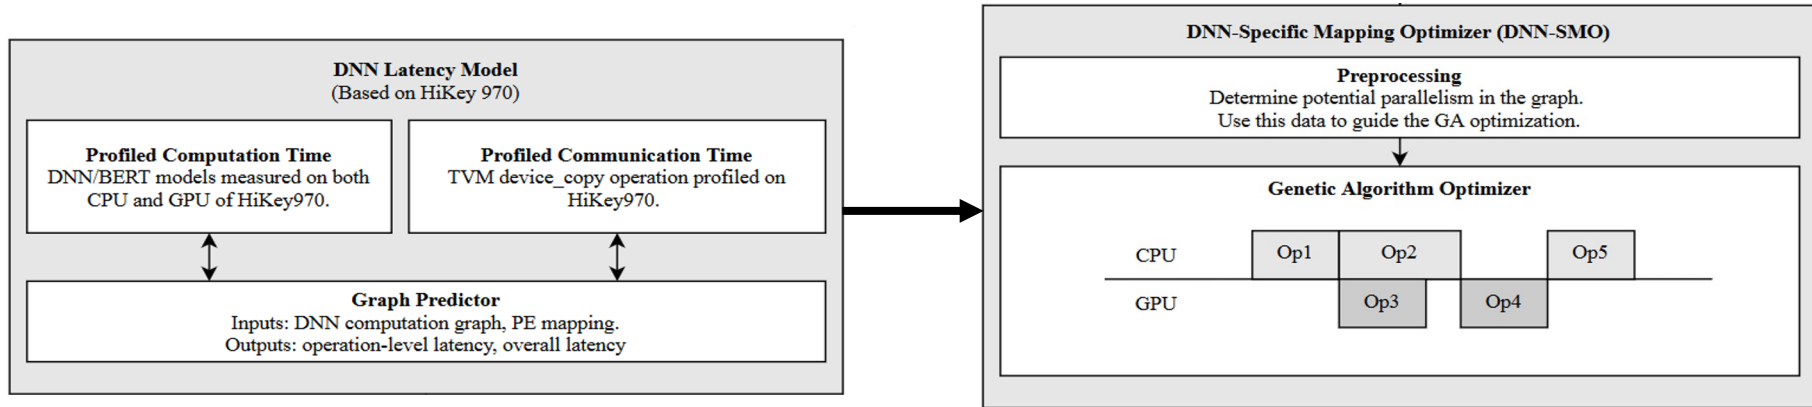 DNN Latency Model
(Based on HiKey 970)
Profiled Computation Time
DNN/BERT models measured on both
CPU and GPU of HiKey970.
Profiled Communication Time
TVM device_copy operation profiled on
HiKey970.
Graph Predictor
Inputs: DNN computation graph, PE mapping.
Outputs: operation-level latency, overall latency
DNN-Specific Mapping Optimizer (DNN-SMO)
Preprocessing
Determine potential parallelism in the graph.
Use this data to guide the GA optimization.
Genetic Algorithm Optimizer
CPU
Op1
Op2
Op5
GPU
Op3
Op4